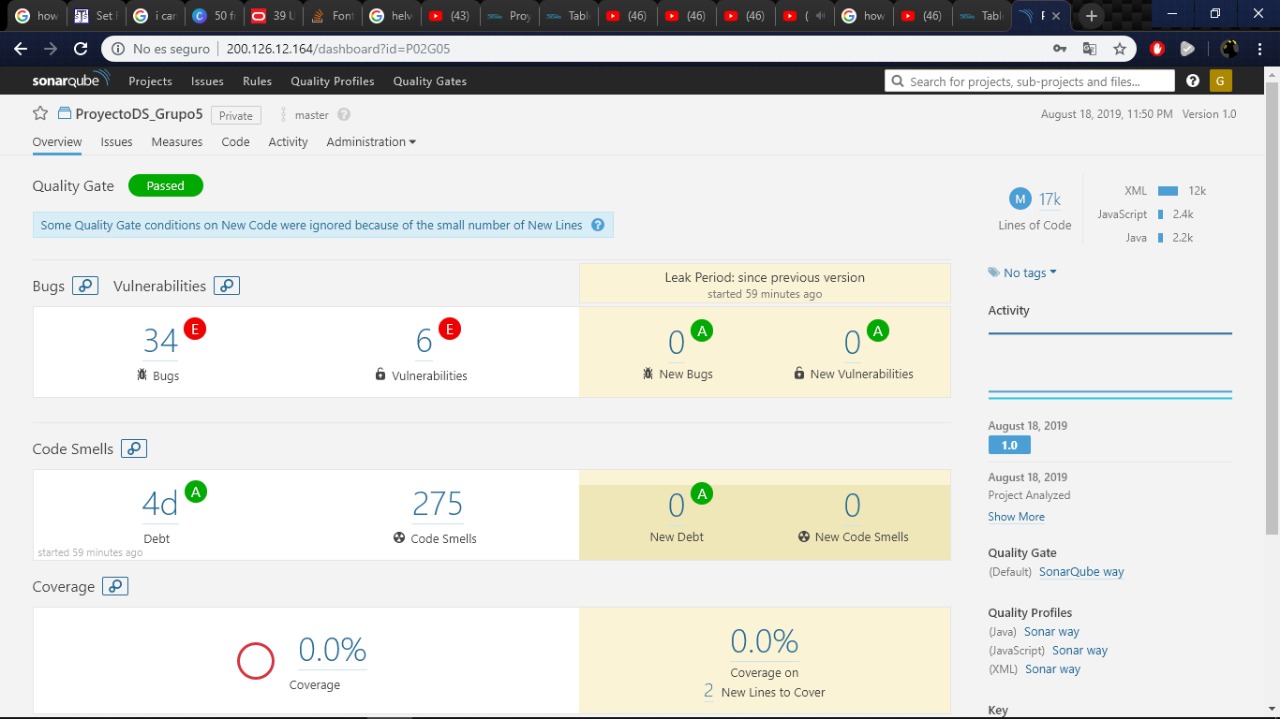 how
Set
i can
50 f
39 U
Font
helv
(43)
Proy
Tabl
(46)
(46)
(46)
(
how
(46)
Tabl
No es seguro | 200.126.12.164/dashboard?id=P02G05
sonarqube Projects Issues Rules Quality Profiles Quality Gates Search for projects, sub-projects and files... G
ProyectoDS_Grupo5 Private master August 18, 2019, 11:50 PM Version 1.0
Overview Issues Measures Code Activity Administration
Quality Gate Passed
Some Quality Gate conditions on New Code were ignored because of the small number of New Lines
M 17k
Lines of Code
XML 12k
JavaScript 2.4k
Java 2.2k
No tags
Bugs Vulnerabilities
Leak Period: since previous version
started 59 minutes ago
34 E
Bugs
6 E
Vulnerabilities
0 A
New Bugs
0 A
New Vulnerabilities
Code Smells
4d A
Debt
started 59 minutes ago
275
Code Smells
0 A
New Debt
0
New Code Smells
Coverage
0.0%
Coverage
0.0%
Coverage on
2 New Lines to Cover
Activity
August 18, 2019
1.0
August 18, 2019
Project Analyzed
Show More
Quality Gate
(Default) SonarQube way
Quality Profiles
(Java) Sonar way
(JavaScript) Sonar way
(XML) Sonar way
Key